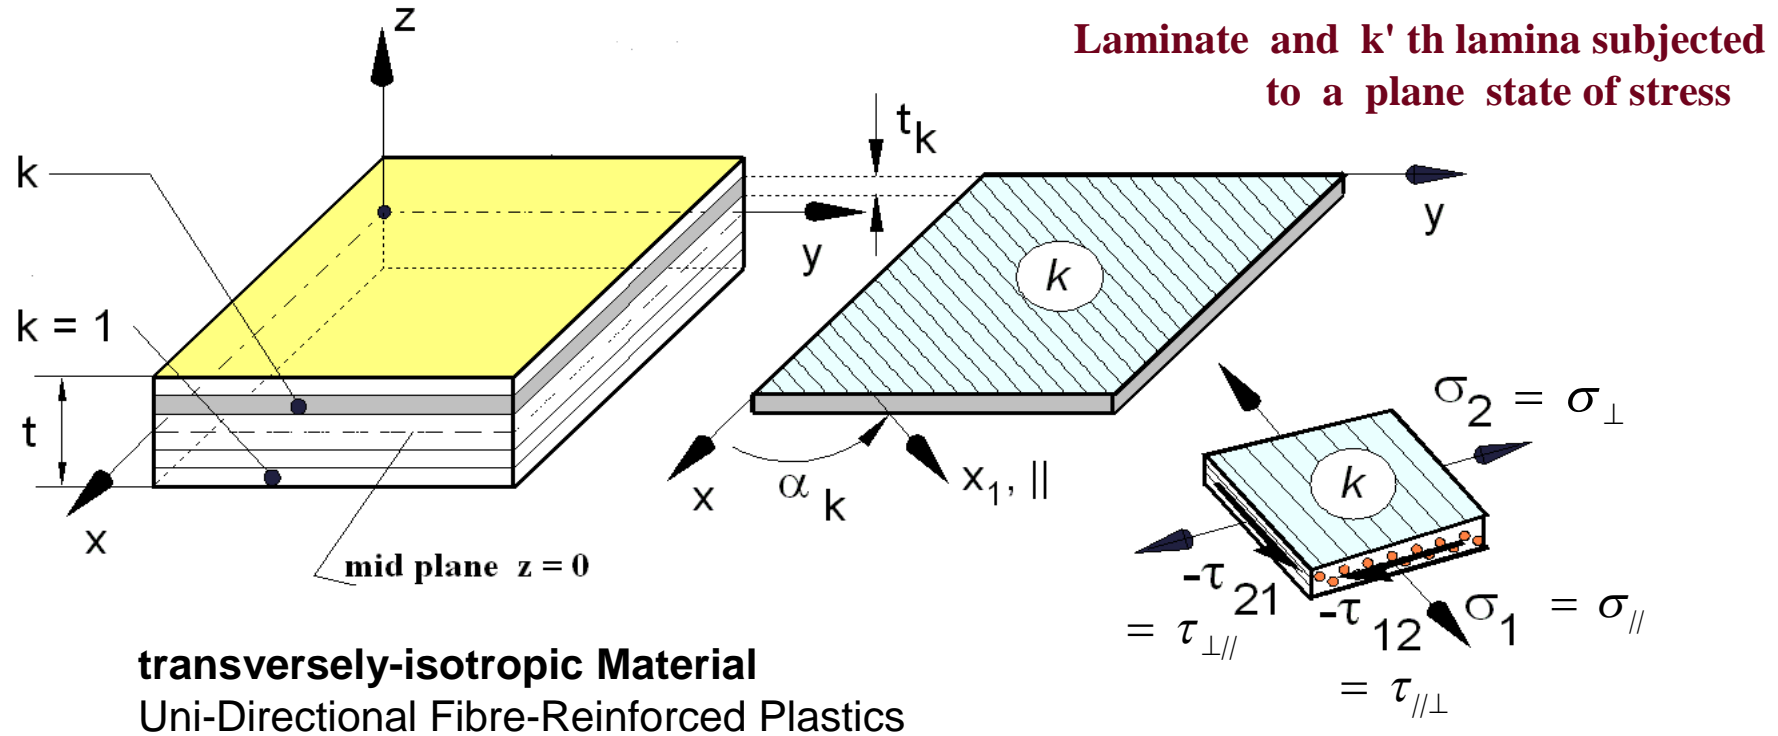 Laminate and k' th lamina subjected
to a plane state of stress
z
t_k
k
y
y
k
k = 1
t
x
mid plane z = 0
x
α_k
x_1, ||
σ_2 = σ_⊥
k
-τ_21
= τ_⊥//
-τ_12
= τ_//⊥
σ_1 = σ_//
transversely-isotropic Material
Uni-Directional Fibre-Reinforced Plastics